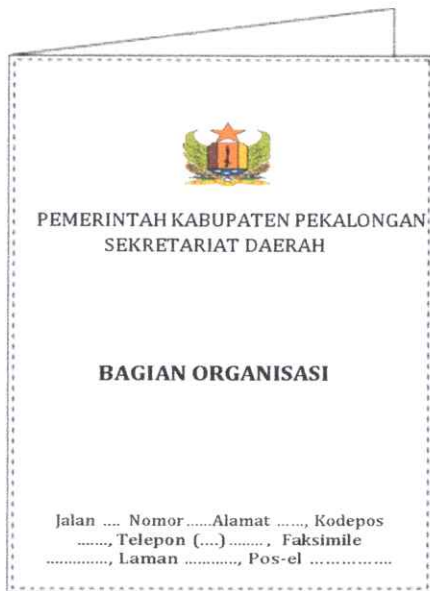 PEMERINTAH KABUPATEN PEKALONGAN
SEKRETARIAT DAERAH
BAGIAN ORGANISASI
Jalan .... Nomor ......Alamat ......, Kodepos
......., Telepon (....) ........, Faksimile
.............., Laman ............, Pos-el ................